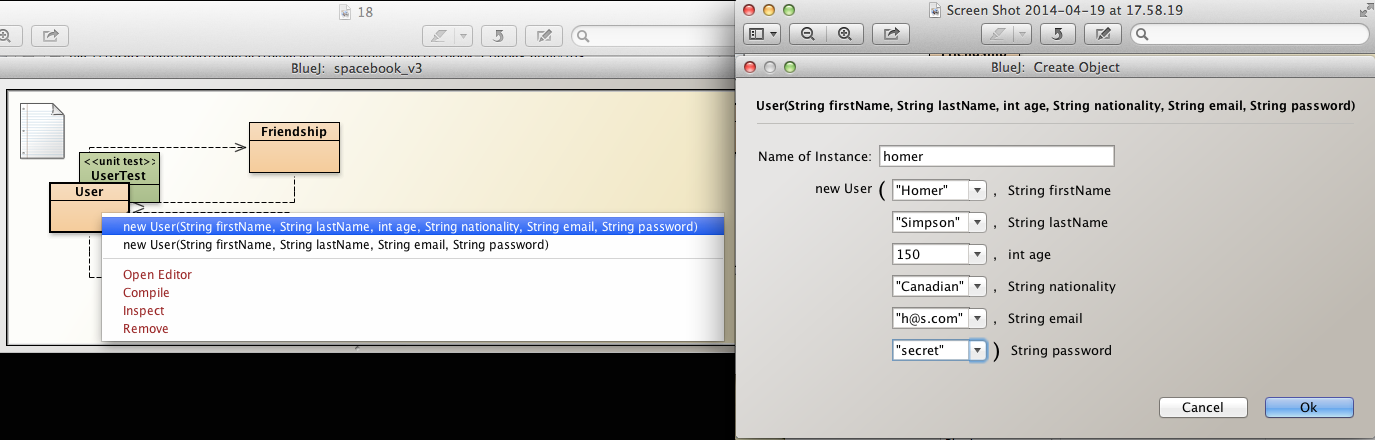 18
BlueJ: spacebook_v3
Friendship
<<unit test>>
UserTest
User
new User(String firstName, String lastName, int age, String nationality, String email, String password)
new User(String firstName, String lastName, String email, String password)
Open Editor
Compile
Inspect
Remove
Screen Shot 2014-04-19 at 17.58.19
BlueJ: Create Object
User(String firstName, String lastName, int age, String nationality, String email, String password)
Name of Instance: homer
new User ( "Homer" , String firstName
"Simpson" , String lastName
150 , int age
"Canadian" , String nationality
"h@s.com" , String email
"secret" ) String password
Cancel Ok